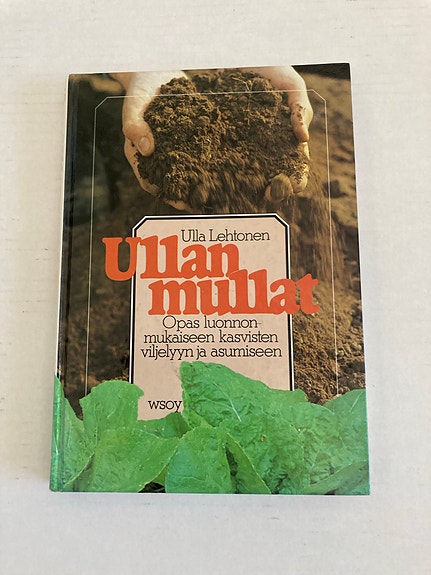 Ulla Lehtonen
Ullan
mullat
Opas luonnon-
mukaiseen kasvisten
viljelyyn ja asumiseen
WSOY